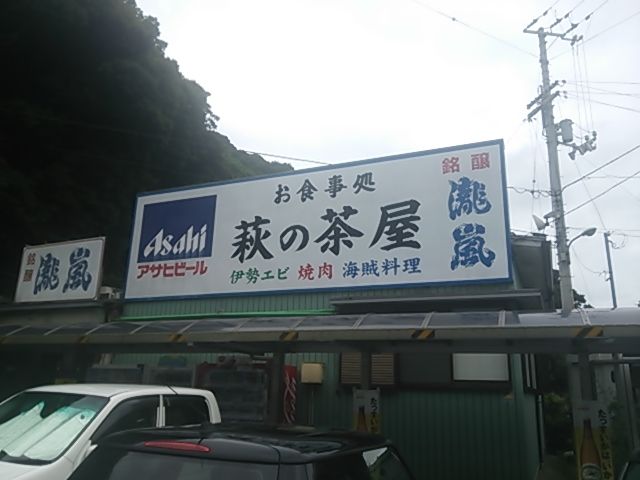 お食事処
萩の茶屋
伊勢エビ 焼肉 海賊料理
Asahi
アサヒビール
銘醸
瀧嵐
銘醸
瀧嵐